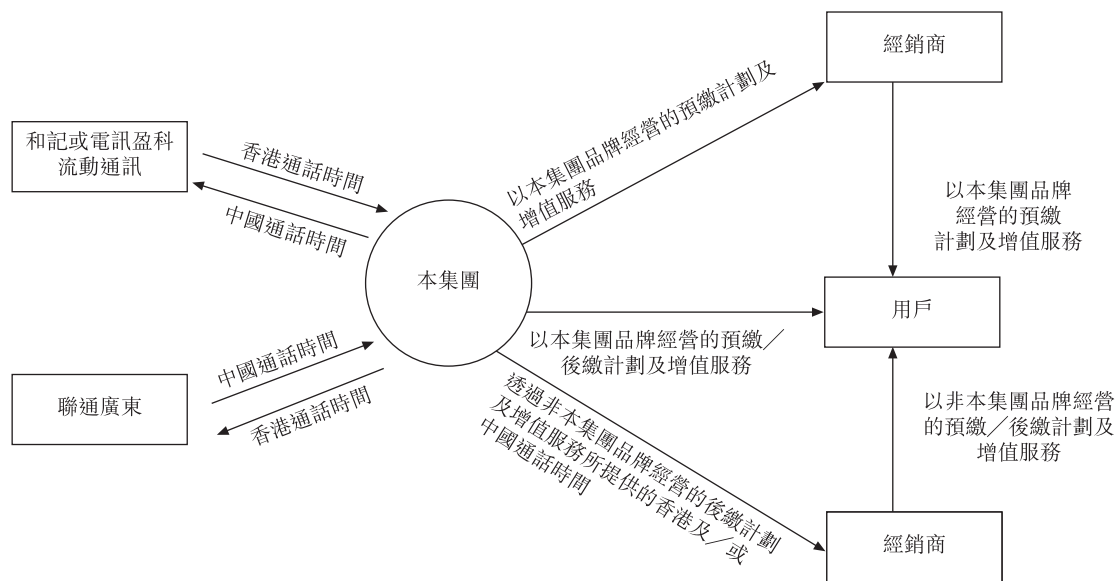 經銷商
和記或電訊盈科
流動通訊
香港通話時間
中國通話時間
以本集團品牌經營的預繳計劃及
增值服務
以本集團品牌
經營的預繳
計劃及增值服務
本集團
用戶
以本集團品牌經營的預繳／
後繳計劃及增值服務
聯通廣東
中國通話時間
香港通話時間
透過非本集團品牌經營的後繳計劃
及增值服務所提供的香港及／或
中國通話時間
以非本集團品牌經營
的預繳／後繳計劃及
增值服務
經銷商